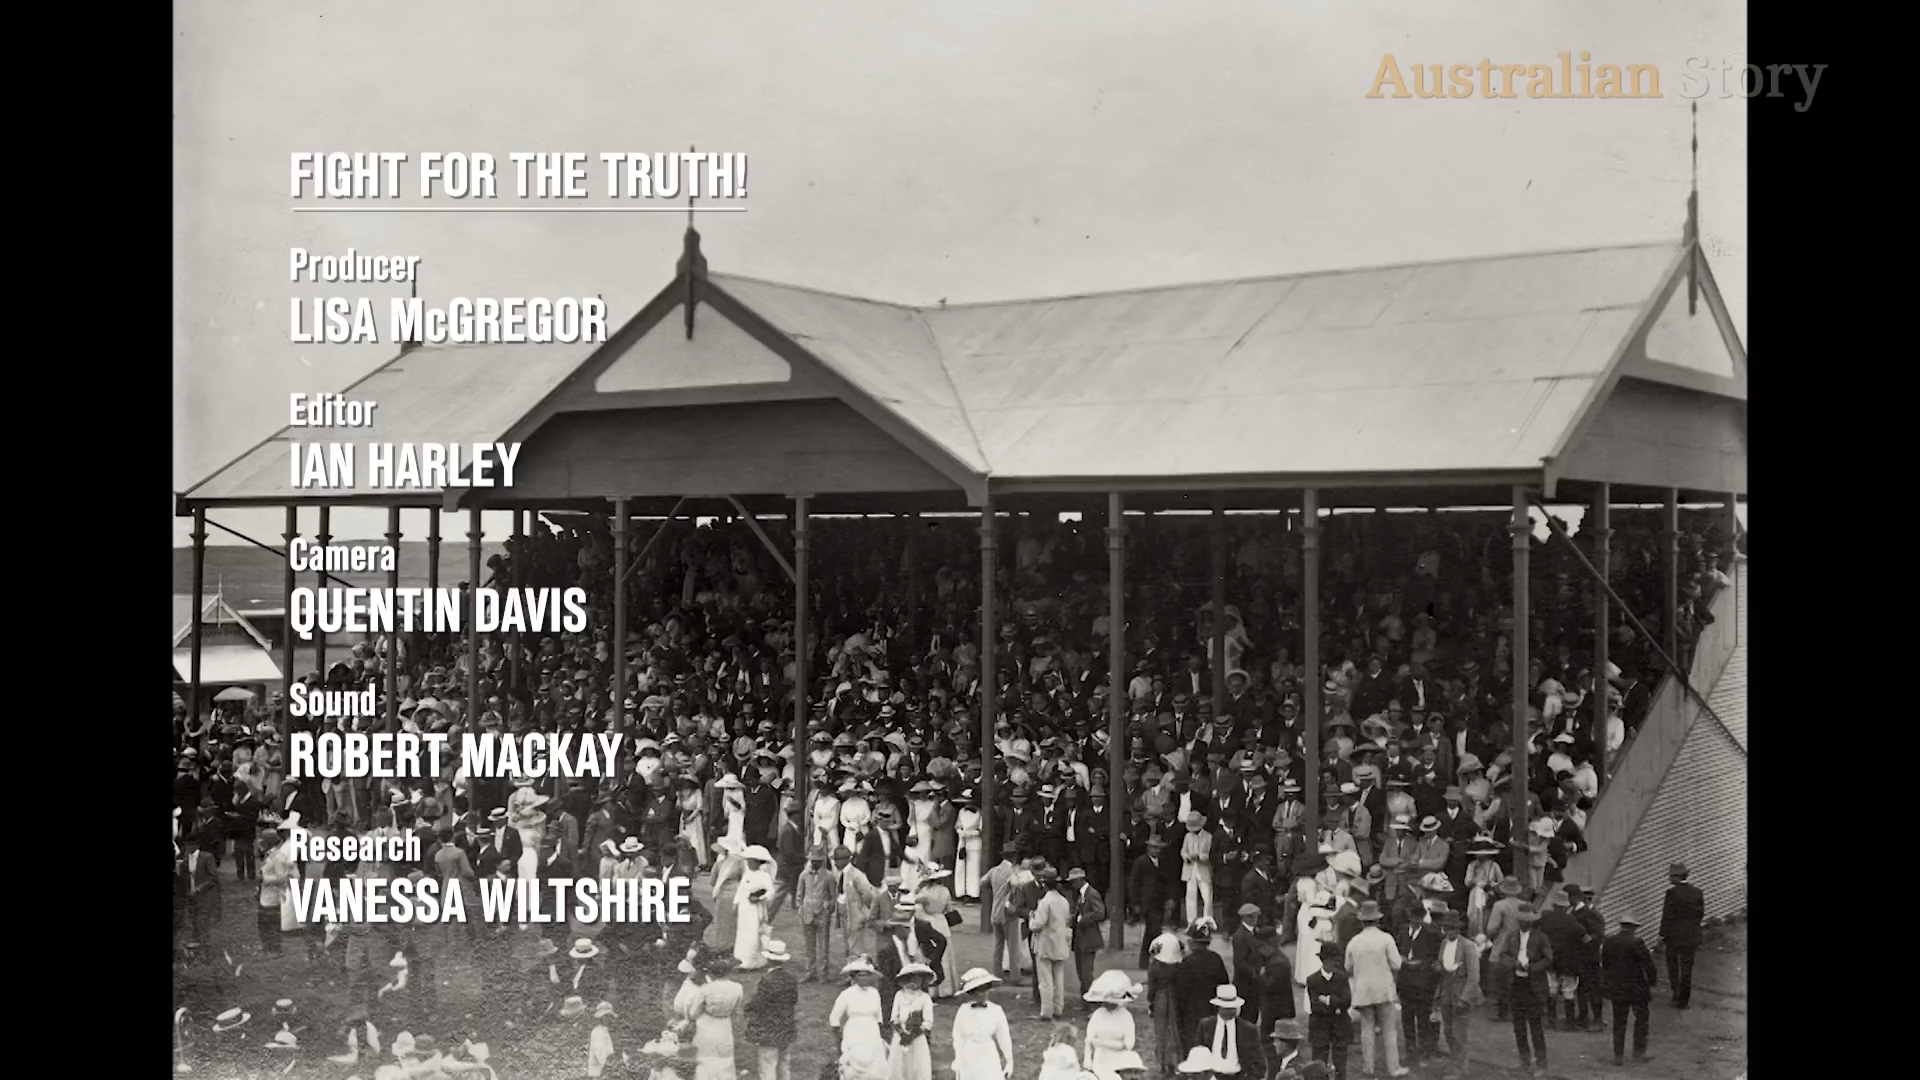 Australian Story
FIGHT FOR THE TRUTH!
Producer
LISA McGREGOR
Editor
IAN HARLEY
Camera
QUENTIN DAVIS
Sound
ROBERT MACKAY
Research
VANESSA WILTSHIRE